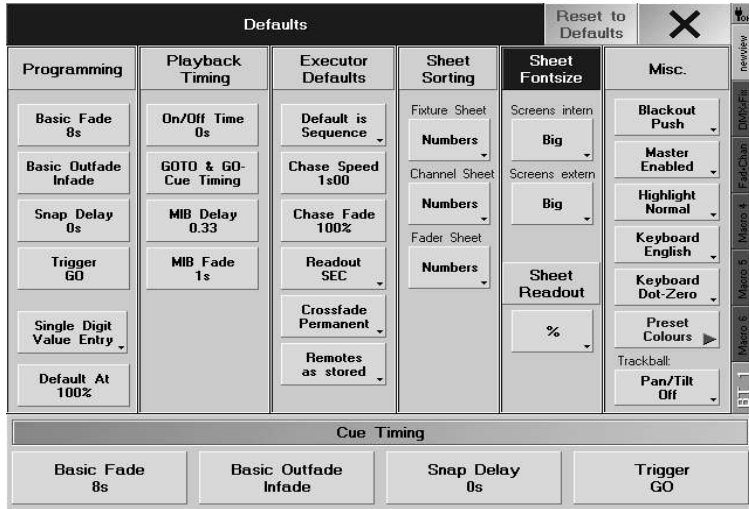 Defaults
Reset to
Defaults
Programming
Basic Fade
8s
Basic Outfade
Infade
Snap Delay
0s
Trigger
GO
Single Digit
Value Entry
Default At
100%
Playback
Timing
On/Off Time
0s
GOTO & GO-
Cue Timing
MIB Delay
0.33
MIB Fade
1s
Executor
Defaults
Default is
Sequence
Chase Speed
1s00
Chase Fade
100%
Readout
SEC
Crossfade
Permanent
Remotes
as stored
Sheet
Sorting
Fixture Sheet
Numbers
Channel Sheet
Numbers
Fader Sheet
Numbers
Sheet
Fontsize
Screens intern
Big
Screens extern
Big
Sheet
Readout
%
Misc.
Blackout
Push
Master
Enabled
Highlight
Normal
Keyboard
English
Keyboard
Dot-Zero
Preset
Colours
Trackball:
Pan/Tilt
Off
newview
Macro 4
Macro 5
Macro 6
BT 1
Cue Timing
Basic Fade
8s
Basic Outfade
Infade
Snap Delay
0s
Trigger
GO